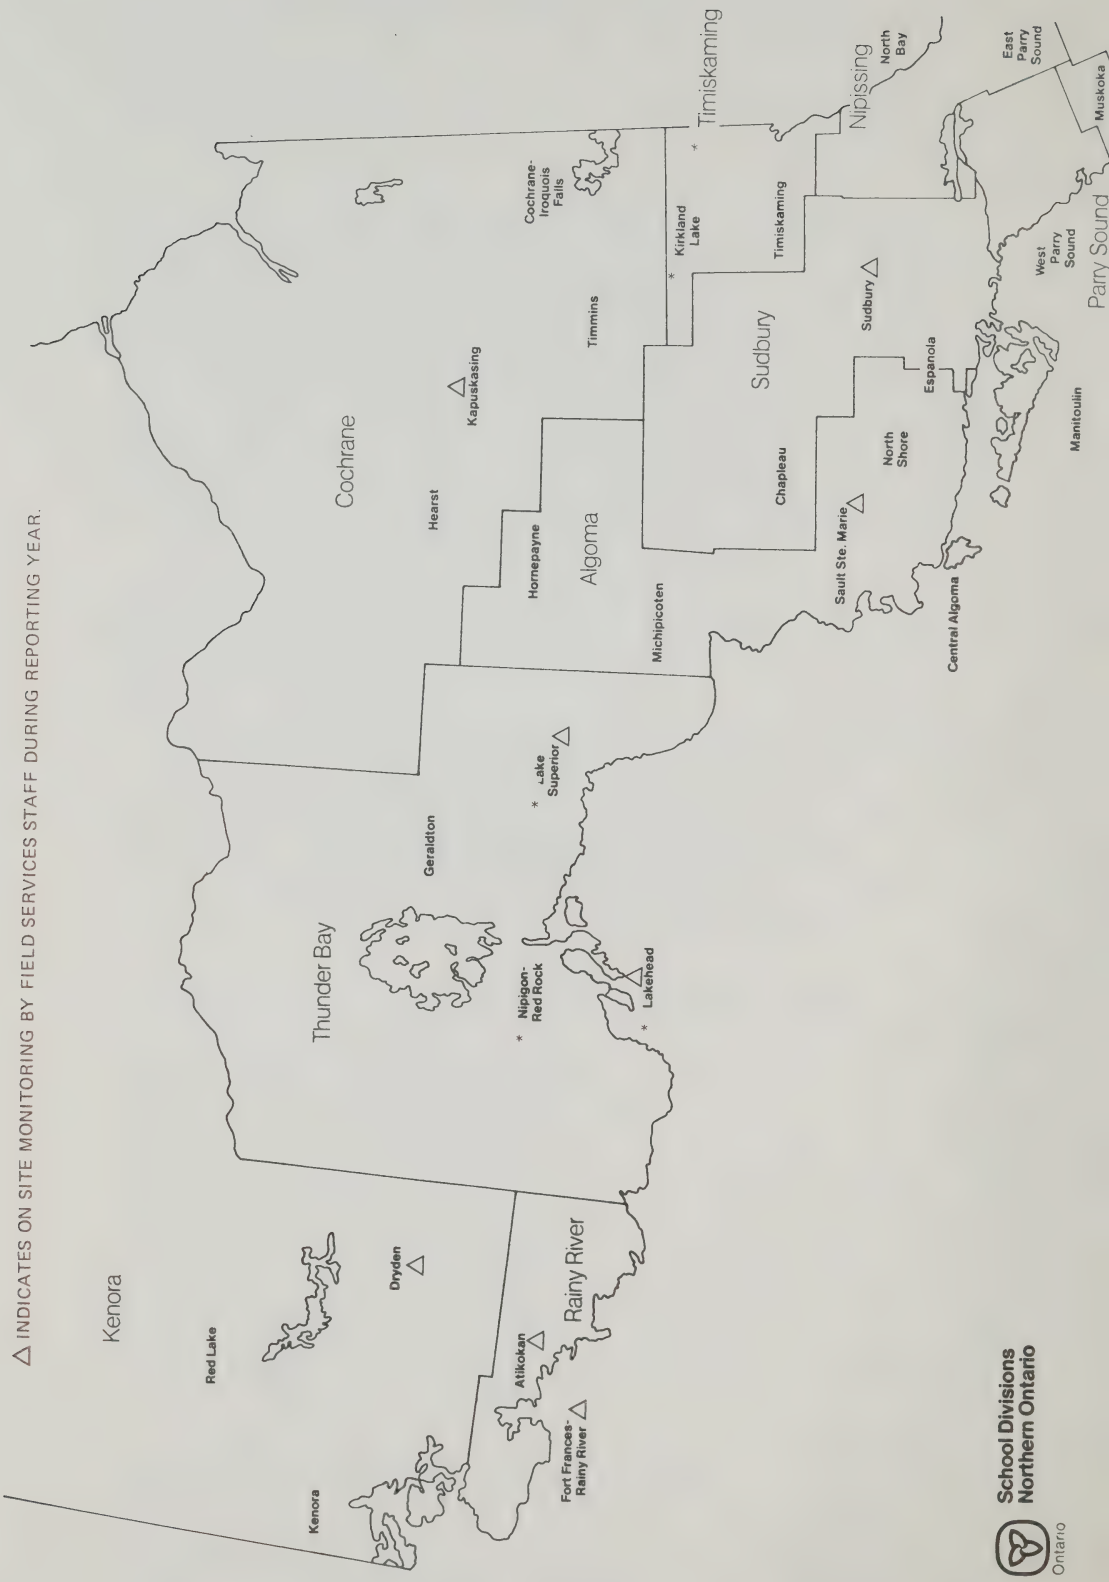 △ INDICATES ON SITE MONITORING BY FIELD SERVICES STAFF DURING REPORTING YEAR.
Kenora
Red Lake
Kenora
Dryden
△
Atikokan
△
Fort Frances-
Rainy River △
Rainy River
Thunder Bay
Geraldton
Nipigon-
Red Rock
*
Lakehead
△
*
Lake
Superior
△
*
Cochrane
Hearst
Kapuskasing
△
Timmins
Cochrane-
Iroquois
Falls
Hornepayne
Algoma
Michipicoten
Sault Ste. Marie
△
Central Algoma
North
Shore
Chapleau
Sudbury
Sudbury
△
Espanola
Manitoulin
Kirkland
Lake
*
*
Timiskaming
Timiskaming
Nipissing
North
Bay
East
Parry
Sound
West
Parry
Sound
Parry Sound
Muskoka
School Divisions
Northern Ontario
Ontario